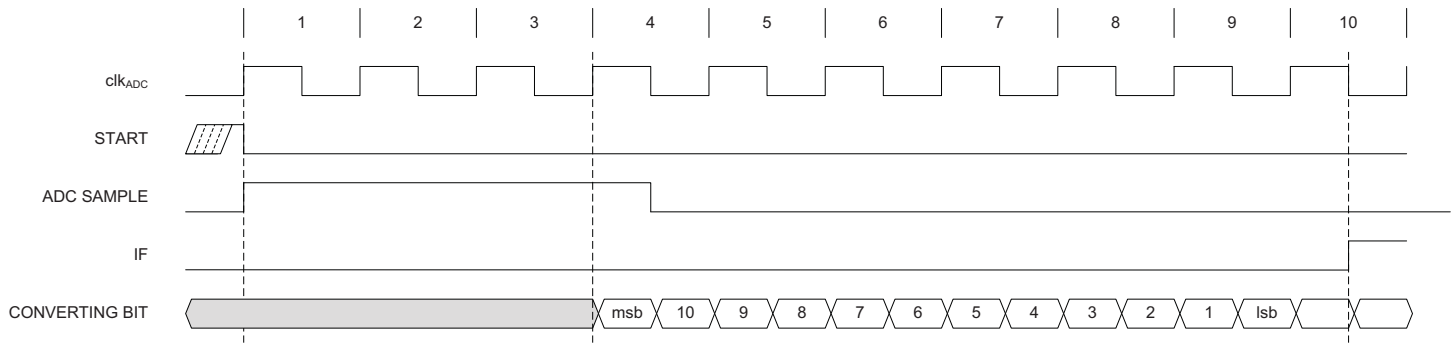 1 2 3 4 5 6 7 8 9 10
clkADC
START
ADC SAMPLE
IF
CONVERTING BIT msb 10 9 8 7 6 5 4 3 2 1 lsb